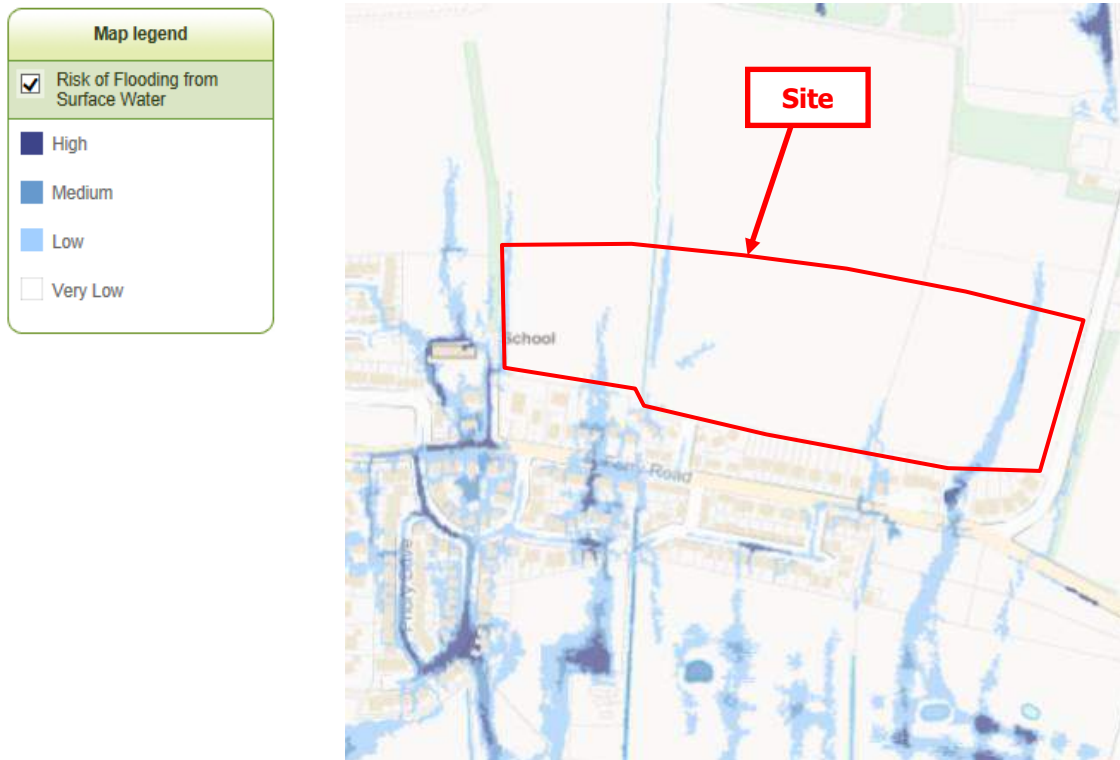 Map legend
Risk of Flooding from
Surface Water
High
Medium
Low
Very Low
Site
School
Road